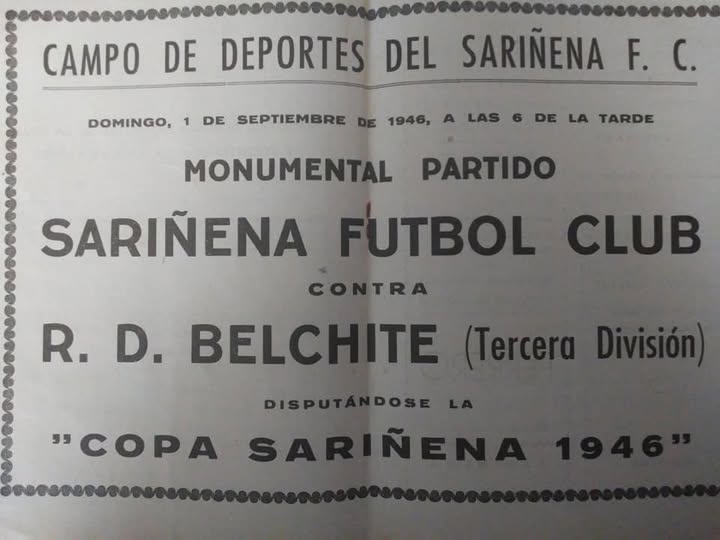 CAMPO DE DEPORTES DEL SARIÑENA F. C.
DOMINGO, 1 DE SEPTIEMBRE DE 1946, A LAS 6 DE LA TARDE
MONUMENTAL PARTIDO
SARIÑENA FUTBOL CLUB
CONTRA
R. D. BELCHITE (Tercera División)
DISPUTÁNDOSE LA
"COPA SARIÑENA 1946"